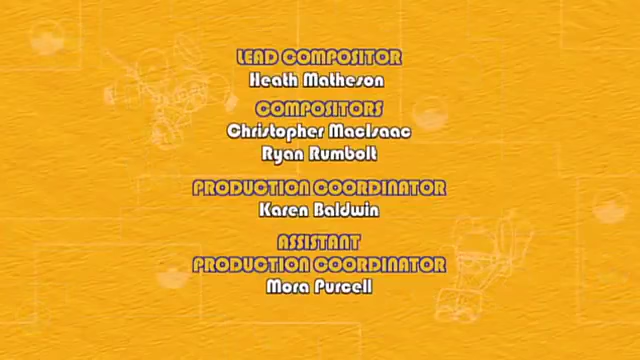 LEAD COMPOSITOR
Heath Matheson
COMPOSITORS
Christopher MacIsaac
Ryan Rumbolt
PRODUCTION COORDINATOR
Karen Baldwin
ASSISTANT
PRODUCTION COORDINATOR
Mora Purcell